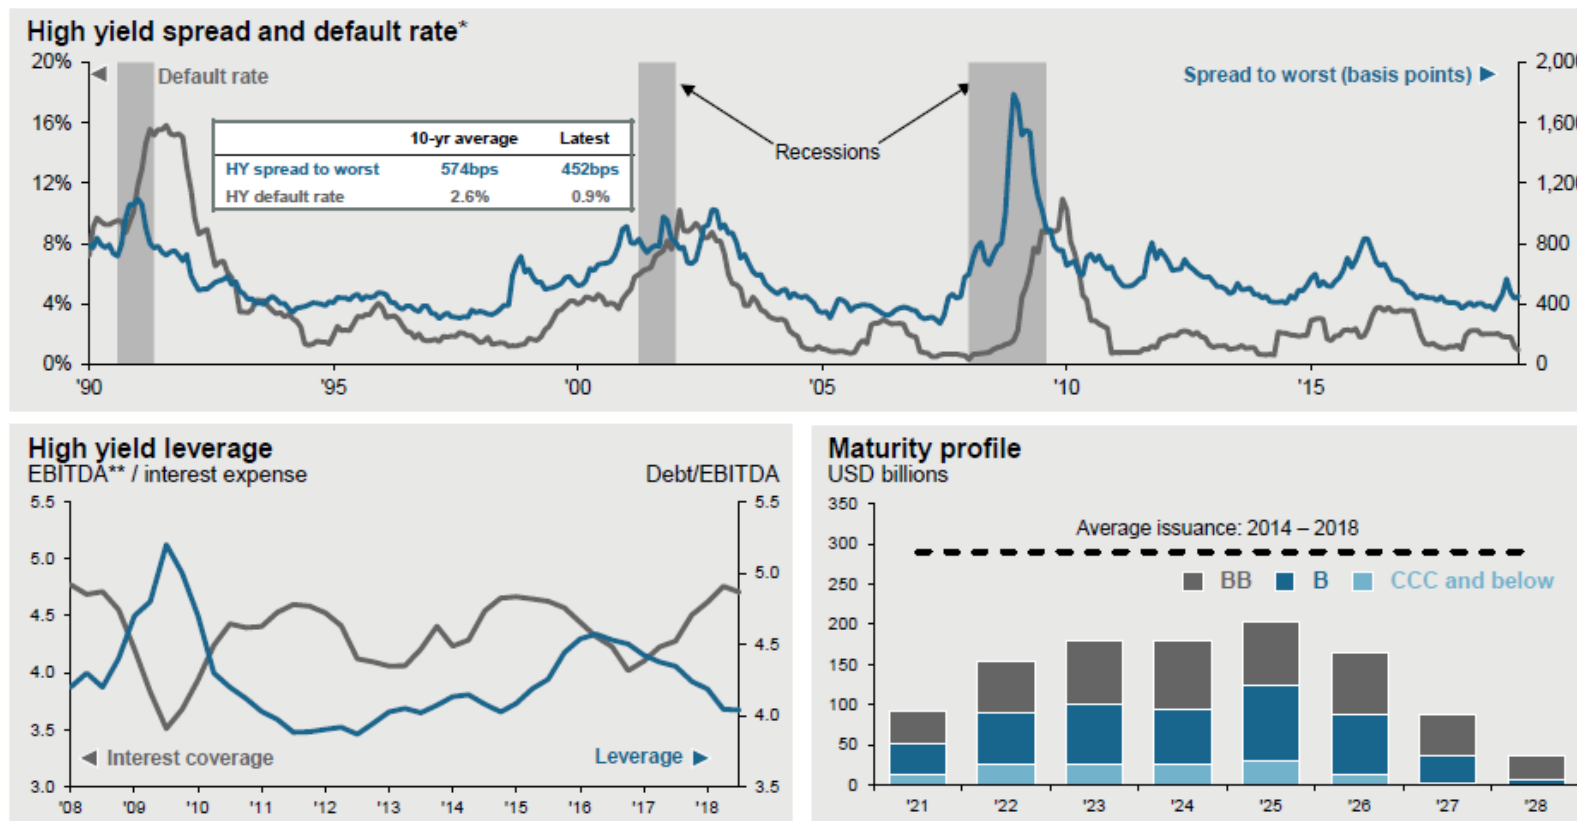 High yield spread and default rate*
20%
16%
12%
8%
4%
0%
◄ Default rate
Spread to worst (basis points) ►
Recessions
10-yr average Latest
HY spread to worst 574bps 452bps
HY default rate 2.6% 0.9%
2,00
1,600
1,200
800
400
0
'90 '95 '00 '05 '10 '15
High yield leverage
EBITDA** / interest expense Debt/EBITDA
5.5
5.0
4.5
4.0
3.5
3.0
5.5
5.0
4.5
4.0
3.5
◄ Interest coverage
Leverage ►
'08 '09 '10 '11 '12 '13 '14 '15 '16 '17 '18
Maturity profile
USD billions
350
300
250
200
150
100
50
0
Average issuance: 2014 – 2018
BB B CCC and below
'21 '22 '23 '24 '25 '26 '27 '28